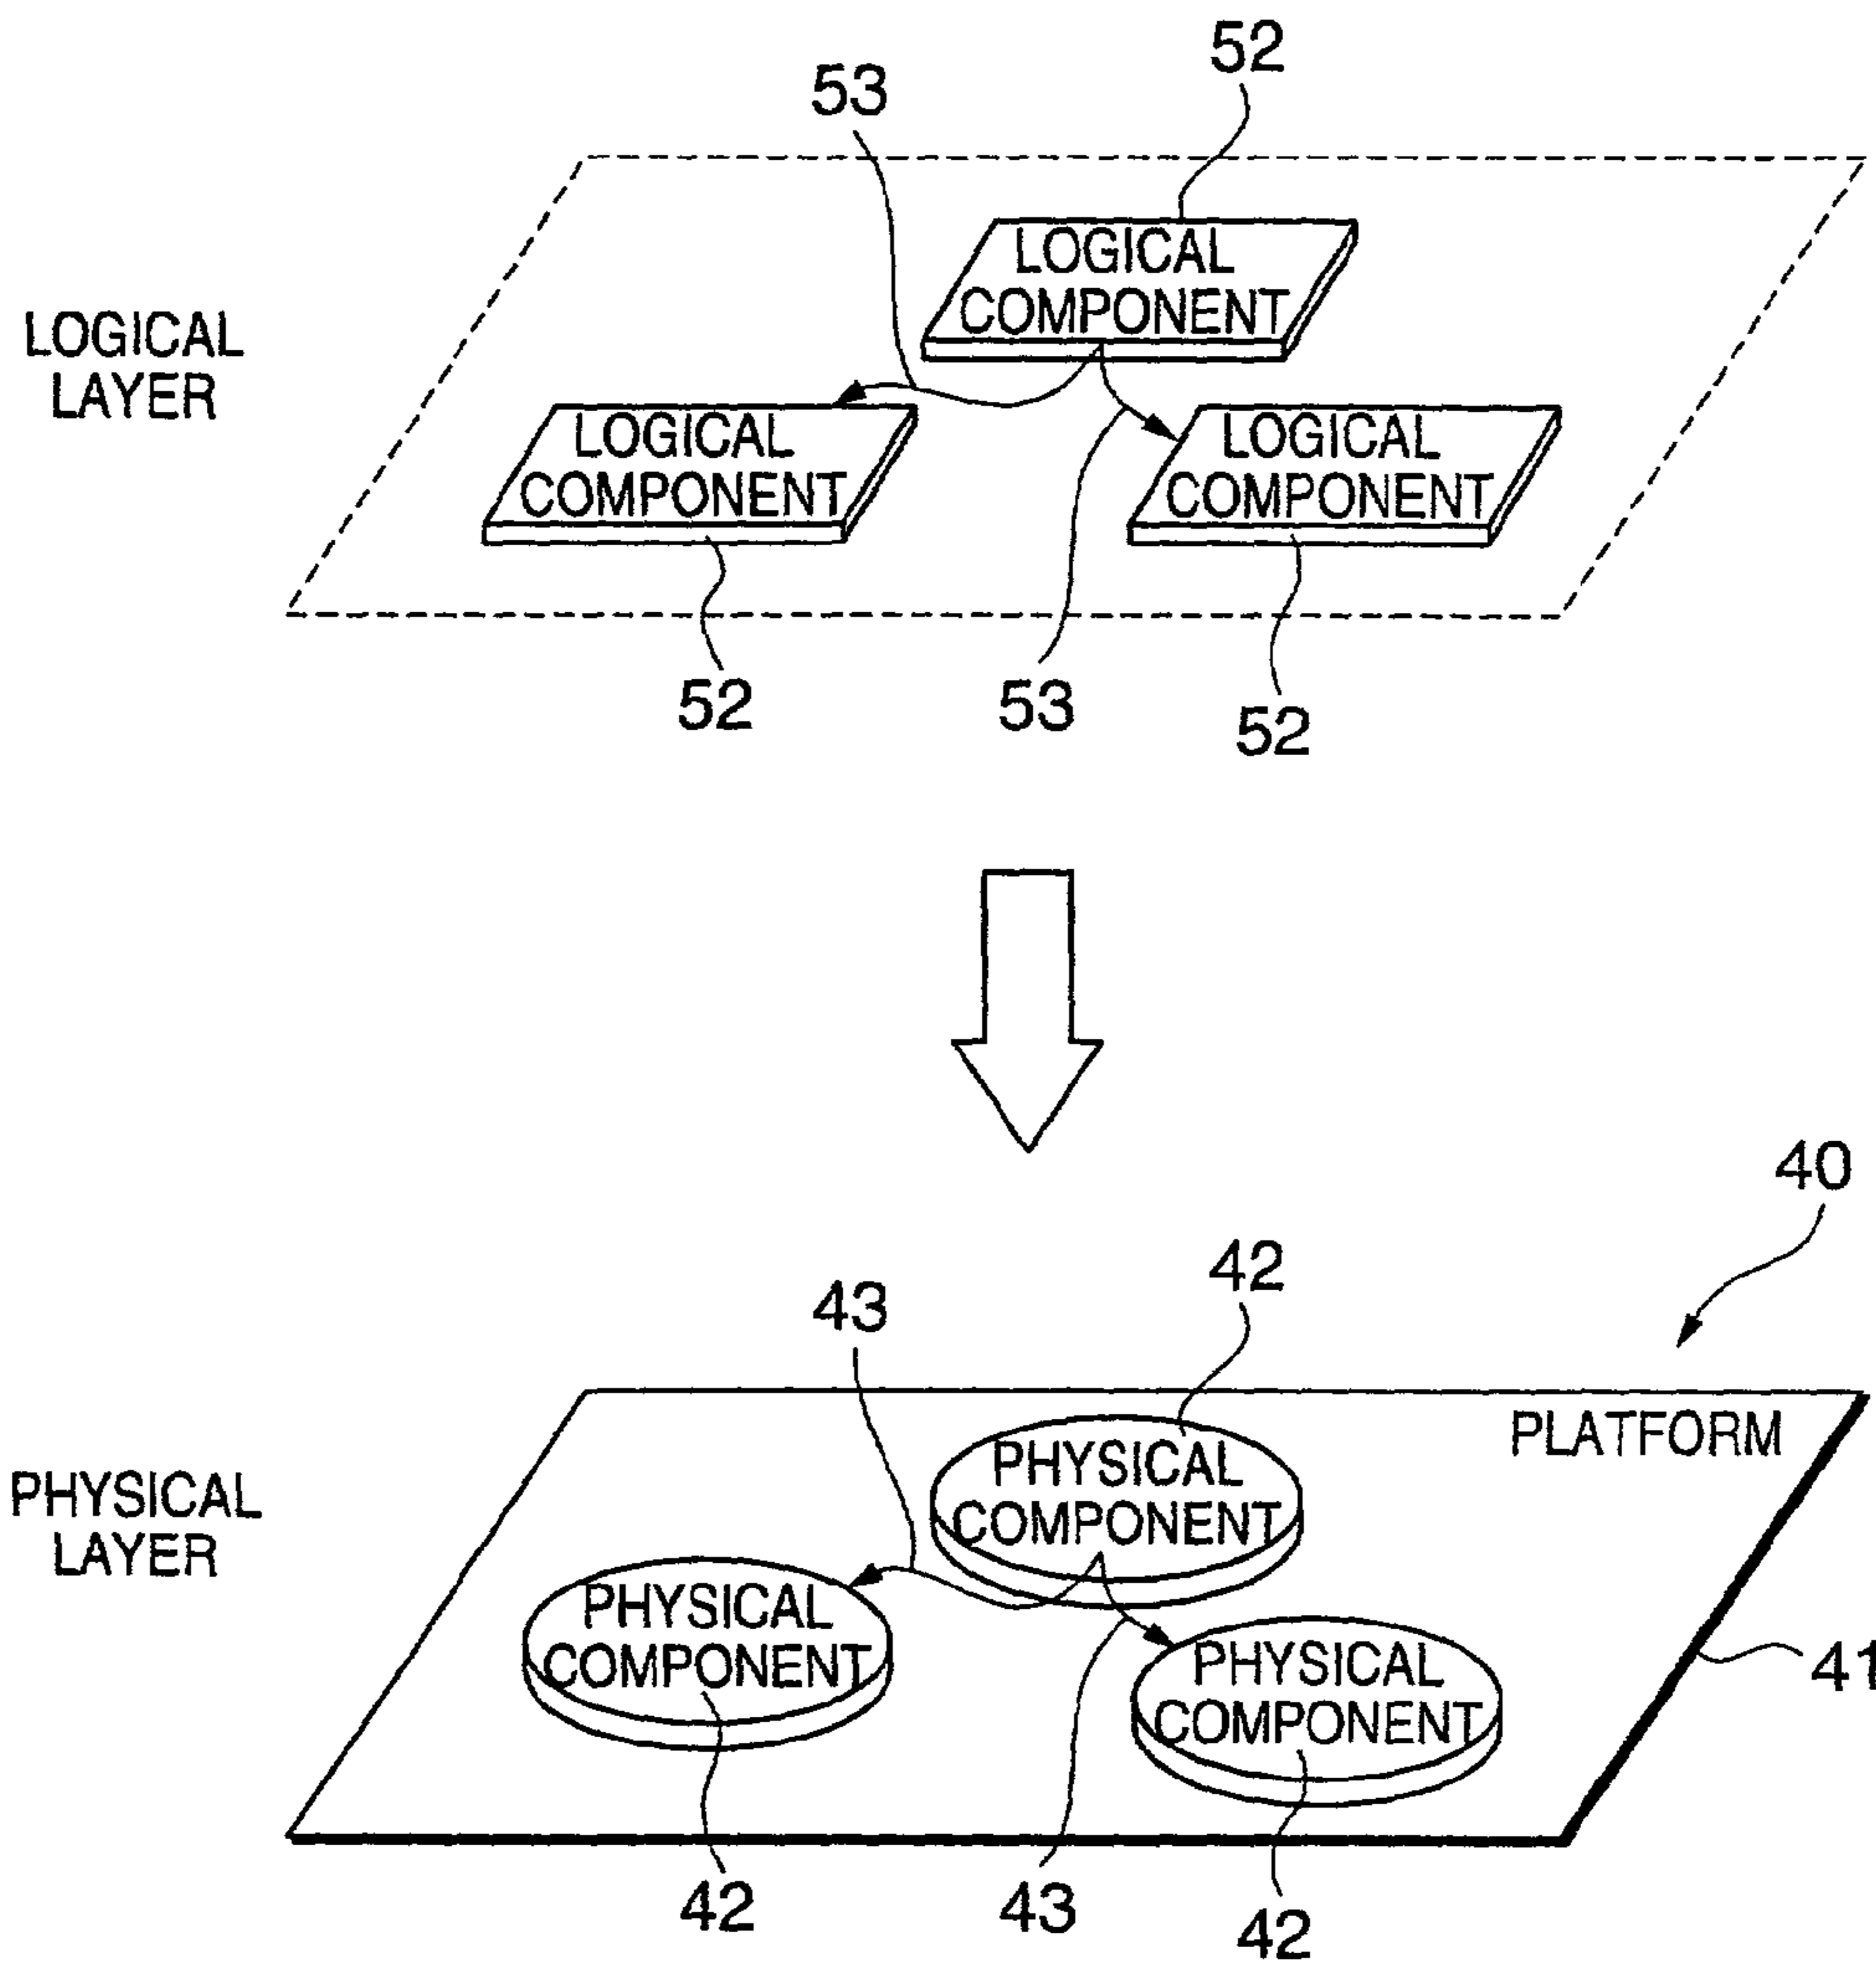 52
53
LOGICAL
COMPONENT
LOGICAL
LAYER
LOGICAL
COMPONENT
LOGICAL
COMPONENT
52
53
52
40
42
43
PLATFORM
PHYSICAL
COMPONENT
PHYSICAL
LAYER
PHYSICAL
COMPONENT
PHYSICAL
COMPONENT
41
42
43
42